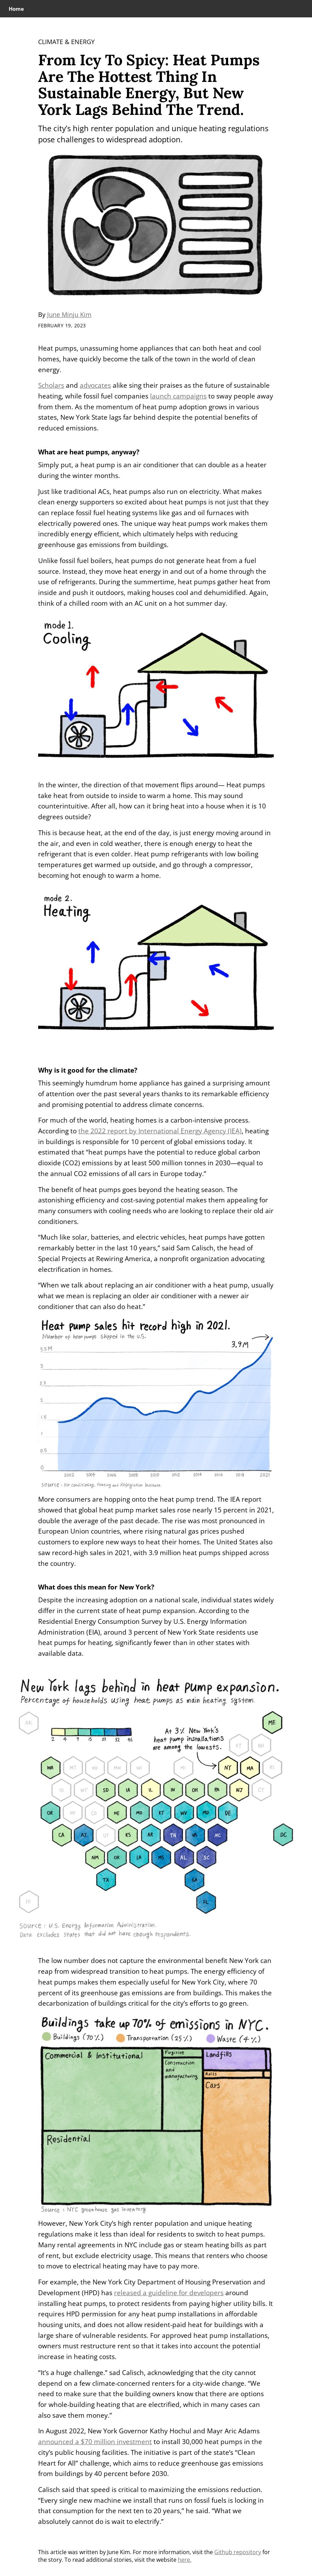 Home
CLIMATE & ENERGY
From Icy To Spicy: Heat Pumps
Are The Hottest Thing In
Sustainable Energy, But New
York Lags Behind The Trend.
The city's high renter population and unique heating regulations
pose challenges to widespread adoption.
By June Minju Kim
FEBRUARY 19, 2023
Heat pumps, unassuming home appliances that can both heat and cool
homes, have quickly become the talk of the town in the world of clean
energy.
Scholars and advocates alike sing their praises as the future of sustainable
heating, while fossil fuel companies launch campaigns to sway people away
from them. As the momentum of heat pump adoption grows in various
states, New York State lags far behind despite the potential benefits of
reduced emissions.
What are heat pumps, anyway?
Simply put, a heat pump is an air conditioner that can double as a heater
during the winter months.
Just like traditional ACs, heat pumps also run on electricity. What makes
clean energy supporters so excited about heat pumps is not just that they
can replace fossil fuel heating systems like gas and oil furnaces with
electrically powered ones. The unique way heat pumps work makes them
incredibly energy efficient, which ultimately helps with reducing
greenhouse gas emissions from buildings.
Unlike fossil fuel boilers, heat pumps do not generate heat from a fuel
source. Instead, they move heat energy in and out of a home through the
use of refrigerants. During the summertime, heat pumps gather heat from
inside and push it outdoors, making houses cool and dehumidified. Again,
think of a chilled room with an AC unit on a hot summer day.
mode 1.
Cooling
In the winter, the direction of that movement flips around— Heat pumps
take heat from outside to inside to warm a home. This may sound
counterintuitive. After all, how can it bring heat into a house when it is 10
degrees outside?
This is because heat, at the end of the day, is just energy moving around in
the air, and even in cold weather, there is enough energy to heat the
refrigerant that is even colder. Heat pump refrigerants with low boiling
temperatures get warmed up outside, and go through a compressor,
becoming hot enough to warm a home.
mode 2.
Heating
Why is it good for the climate?
This seemingly humdrum home appliance has gained a surprising amount
of attention over the past several years thanks to its remarkable efficiency
and promising potential to address climate concerns.
For much of the world, heating homes is a carbon-intensive process.
According to the 2022 report by International Energy Agency (IEA), heating
in buildings is responsible for 10 percent of global emissions today. It
estimated that "heat pumps have the potential to reduce global carbon
dioxide (CO2) emissions by at least 500 million tonnes in 2030—equal to
the annual CO2 emissions of all cars in Europe today."
The benefit of heat pumps goes beyond the heating season. The
astonishing efficiency and cost-saving potential makes them appealing for
many consumers with cooling needs who are looking to replace their old air
conditioners.
"Much like solar, batteries, and electric vehicles, heat pumps have gotten
remarkably better in the last 10 years," said Sam Calisch, the head of
Special Projects at Rewiring America, a nonprofit organization advocating
electrification in homes.
"When we talk about replacing an air conditioner with a heat pump, usually
what we mean is replacing an older air conditioner with a newer air
conditioner that can also do heat."
Heat pump sales hit record high in 2021.
Number of heat pumps shipped in the U.S.
3.9M
3.5M
3
2.5
2
1.5
1
0.5
0
2002 2004 2006 2008 2010 2012 2014 2016 2018 2021
Source : Air Conditioning, Heating and Refrigeration Institute
More consumers are hopping onto the heat pump trend. The IEA report
showed that global heat pump market sales rose nearly 15 percent in 2021,
double the average of the past decade. The rise was most pronounced in
European Union countries, where rising natural gas prices pushed
customers to explore new ways to heat their homes. The United States also
saw record-high sales in 2021, with 3.9 million heat pumps shipped across
the country.
What does this mean for New York?
Despite the increasing adoption on a national scale, individual states widely
differ in the current state of heat pump expansion. According to the
Residential Energy Consumption Survey by U.S. Energy Information
Administration (EIA), around 3 percent of New York State residents use
heat pumps for heating, significantly fewer than in other states with
available data.
New York lags behind in heat pump expansion.
Percentage of households using heat pumps as main heating system.
AK ME
2 4 9 15 21 32 46
At 3% New York's
heat pump installations
are among the lowest.
VT NH
WA MT ND MN WI MI NY MA RI
ID WY SD IA IL IN OH PA NJ CT
OR NV CO NE MO KY WV MD DE
CA AZ UT KS AR TN VA NC DC
NM OK LA MS AL SC
TX GA
HI FL
Source : U.S. Energy Information Administration
Data excludes states that did not have enough respondents.
The low number does not capture the environmental benefit New York can
reap from widespread transition to heat pumps. The energy efficiency of
heat pumps makes them especially useful for New York City, where 70
percent of its greenhouse gas emissions are from buildings. This makes the
decarbonization of buildings critical for the city's efforts to go green.
Buildings take up 70% of emissions in NYC.
Buildings (70%) Transportation (25%) Waste (4%)
Commercial & Institutional
Fugitive
Construction
and
manufacturing
Landfills
Cars
Residential
Source : NYC greenhouse gas inventory
However, New York City's high renter population and unique heating
regulations make it less than ideal for residents to switch to heat pumps.
Many rental agreements in NYC include gas or steam heating bills as part
of rent, but exclude electricity usage. This means that renters who choose
to move to electrical heating may have to pay more.
For example, the New York City Department of Housing Preservation and
Development (HPD) has released a guideline for developers around
installing heat pumps, to protect residents from paying higher utility bills. It
requires HPD permission for any heat pump installations in affordable
housing units, and does not allow resident-paid heat for buildings with a
large share of vulnerable residents. For approved heat pump installations,
owners must restructure rent so that it takes into account the potential
increase in heating costs.
"It's a huge challenge." sad Calisch, acknowledging that the city cannot
depend on a few climate-concerned renters for a city-wide change. "We
need to make sure that the building owners know that there are options
for whole-building heating that are electrified, which in many cases can
also save them money."
In August 2022, New York Governor Kathy Hochul and Mayr Aric Adams
announced a $70 million investment to install 30,000 heat pumps in the
city's public housing facilities. The initiative is part of the state's "Clean
Heart for All" challenge, which aims to reduce greenhouse gas emissions
from buildings by 40 percent before 2030.
Calisch said that speed is critical to maximizing the emissions reduction.
"Every single new machine we install that runs on fossil fuels is locking in
that consumption for the next ten to 20 years," he said. "What we
absolutely cannot do is wait to electrify."
This article was written by June Kim. For more information, visit the Github repository for
the story. To read additional stories, visit the website here.